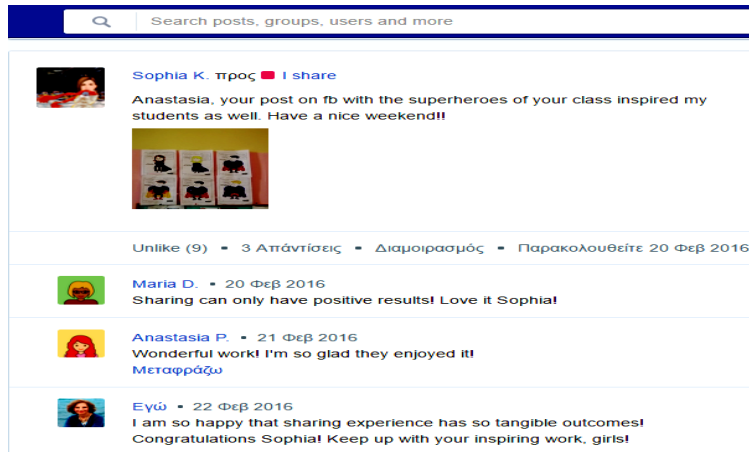 Search posts, groups, users and more
Sophia K. προς I share
Anastasia, your post on fb with the superheroes of your class inspired my
students as well. Have a nice weekend!!
Unlike (9) • 3 Απάντίσεις • Διαμοιρασμός • Παρακολουθείτε 20 Φεβ 2016
Maria D. • 20 Φεβ 2016
Sharing can only have positive results! Love it Sophia!
Anastasia P. • 21 Φεβ 2016
Wonderful work! I'm so glad they enjoyed it!
Μεταφράζω
Εγώ • 22 Φεβ 2016
I am so happy that sharing experience has so tangible outcomes!
Congratulations Sophia! Keep up with your inspiring work, girls!